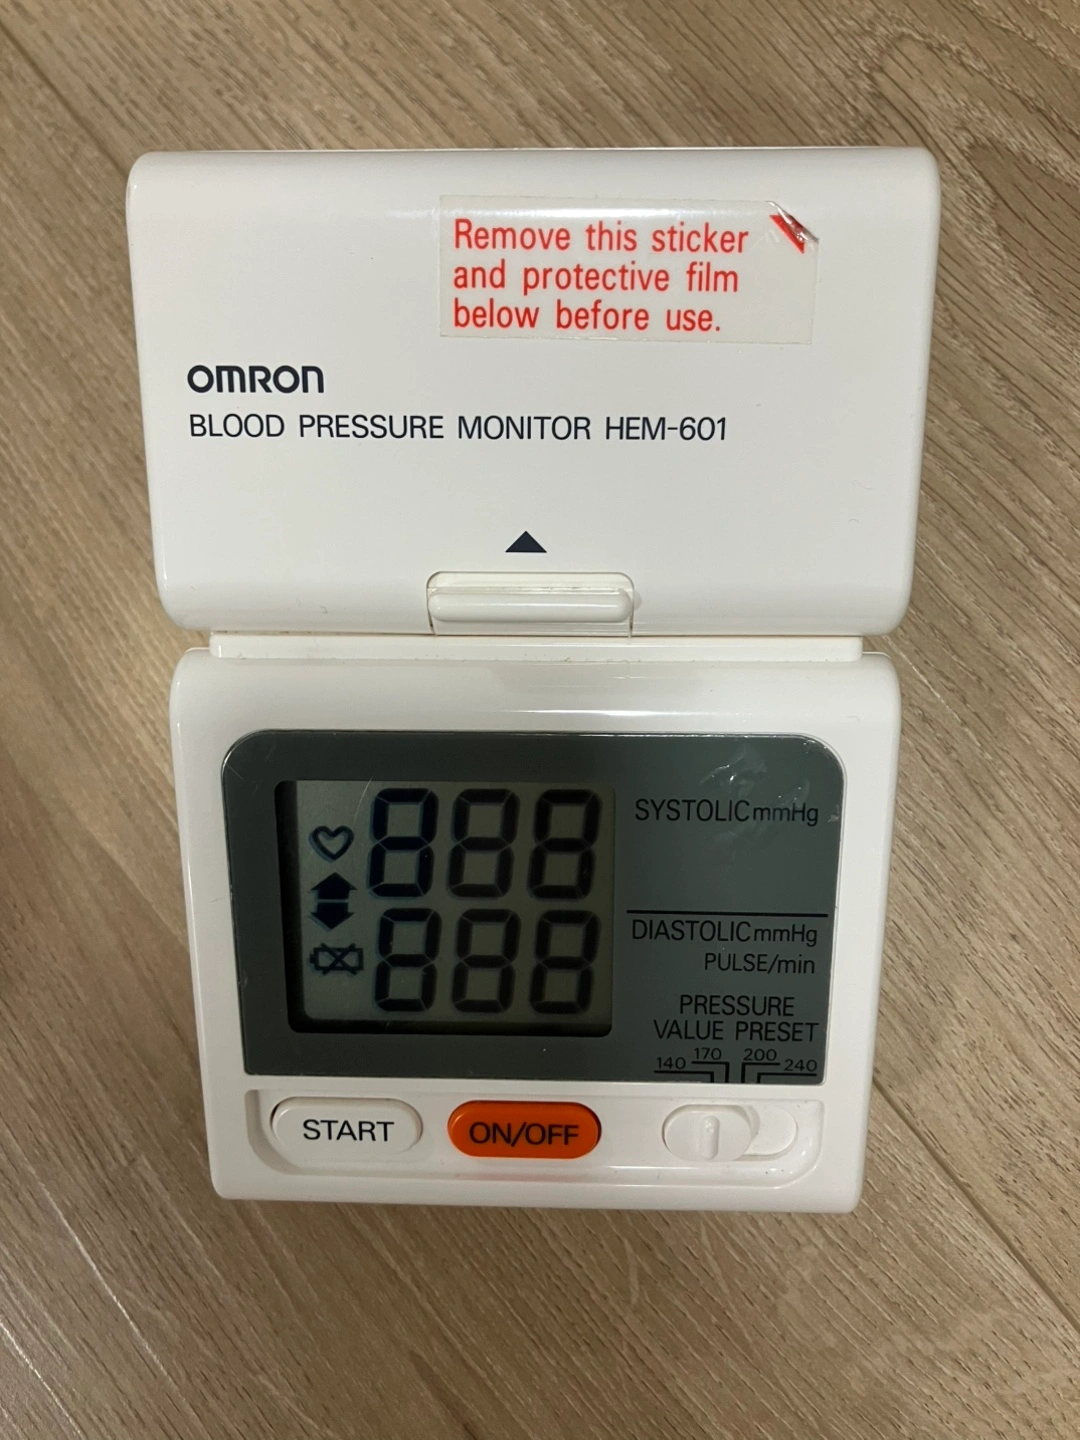 Remove this sticker
and protective film
below before use.
OMRON
BLOOD PRESSURE MONITOR HEM-601
888
SYSTOLIC mmHg
888
DIASTOLIC mmHg
PULSE/min
PRESSURE
VALUE PRESET
140 170 200 240
START
ON/OFF